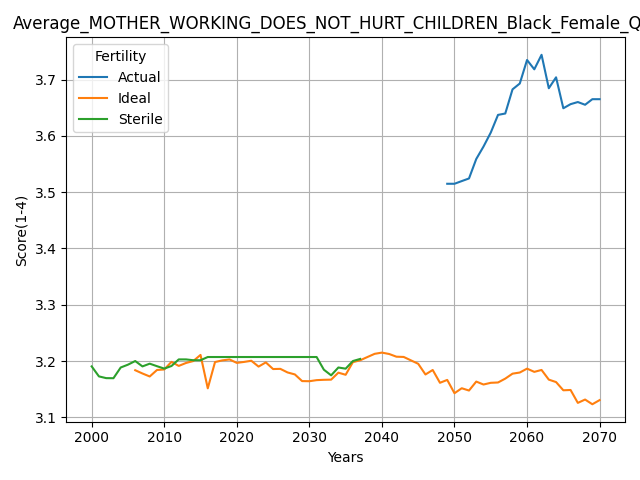 Average_MOTHER_WORKING_DOES_NOT_HURT_CHILDREN_Black_Female_Q
Fertility
Actual
Ideal
Sterile
3.7
3.6
3.5
3.4
3.3
3.2
3.1
Score(1-4)
2000 2010 2020 2030 2040 2050 2060 2070
Years